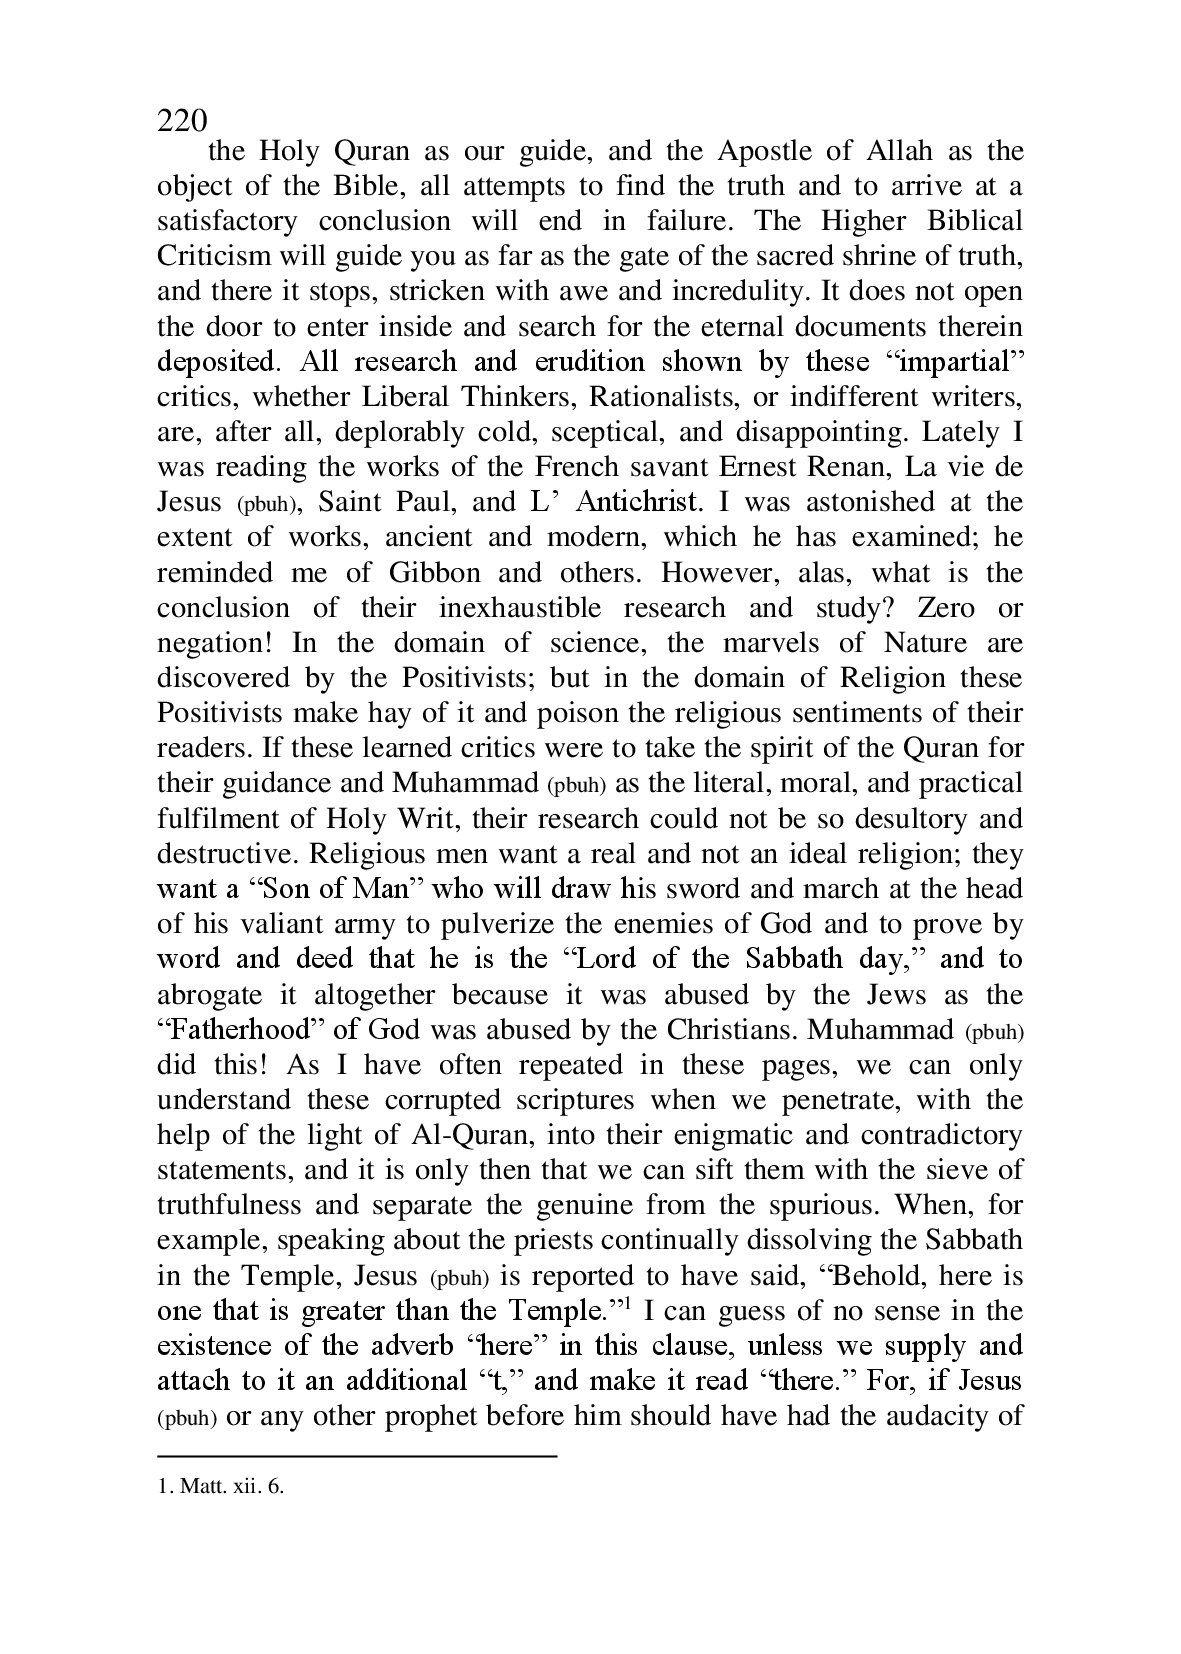 220
the Holy Quran as our guide, and the Apostle of Allah as the
object of the Bible, all attempts to find the truth and to arrive at a
satisfactory conclusion will end in failure. The Higher Biblical
Criticism will guide you as far as the gate of the sacred shrine of truth,
and there it stops, stricken with awe and incredulity. It does not open
the door to enter inside and search for the eternal documents therein
deposited. All research and erudition shown by these “impartial”
critics, whether Liberal Thinkers, Rationalists, or indifferent writers,
are, after all, deplorably cold, sceptical, and disappointing. Lately I
was reading the works of the French savant Ernest Renan, La vie de
Jesus (pbuh), Saint Paul, and L’ Antichrist. I was astonished at the
extent of works, ancient and modern, which he has examined; he
reminded me of Gibbon and others. However, alas, what is the
conclusion of their inexhaustible research and study? Zero or
negation! In the domain of science, the marvels of Nature are
discovered by the Positivists; but in the domain of Religion these
Positivists make hay of it and poison the religious sentiments of their
readers. If these learned critics were to take the spirit of the Quran for
their guidance and Muhammad (pbuh) as the literal, moral, and practical
fulfilment of Holy Writ, their research could not be so desultory and
destructive. Religious men want a real and not an ideal religion; they
want a “Son of Man” who will draw his sword and march at the head
of his valiant army to pulverize the enemies of God and to prove by
word and deed that he is the “Lord of the Sabbath day,” and to
abrogate it altogether because it was abused by the Jews as the
“Fatherhood” of God was abused by the Christians. Muhammad (pbuh)
did this! As I have often repeated in these pages, we can only
understand these corrupted scriptures when we penetrate, with the
help of the light of Al-Quran, into their enigmatic and contradictory
statements, and it is only then that we can sift them with the sieve of
truthfulness and separate the genuine from the spurious. When, for
example, speaking about the priests continually dissolving the Sabbath
in the Temple, Jesus (pbuh) is reported to have said, “Behold, here is
one that is greater than the Temple.”1 I can guess of no sense in the
existence of the adverb “here” in this clause, unless we supply and
attach to it an additional “t,” and make it read “there.” For, if Jesus
(pbuh) or any other prophet before him should have had the audacity of
1. Matt. xii. 6.